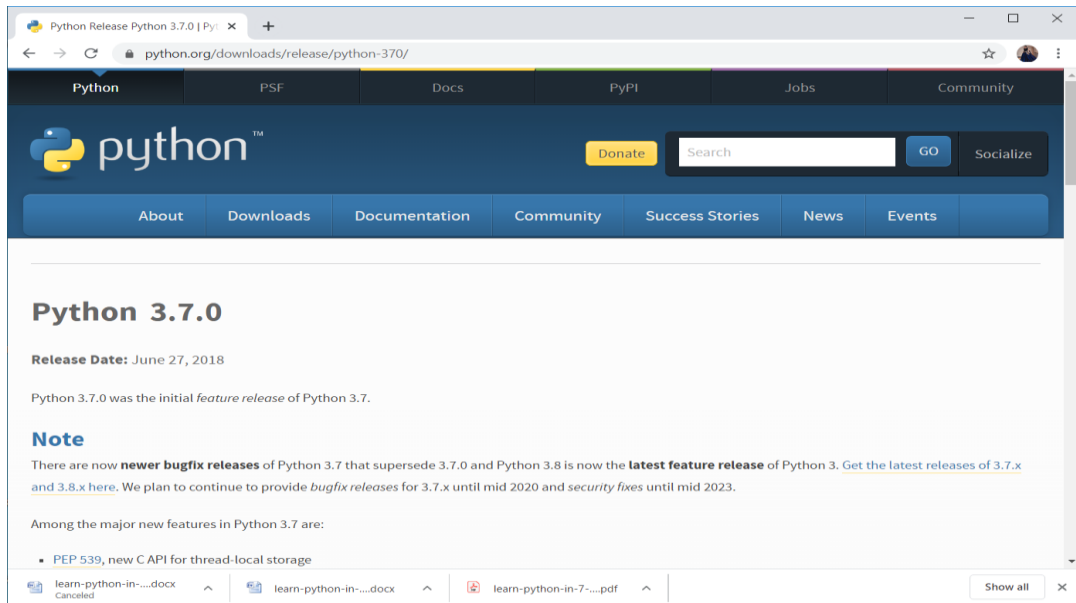 Python Release Python 3.7.0 | Pyt
python.org/downloads/release/python-370/
Python PSF Docs PyPI Jobs Community
python™
Donate Search GO Socialize
About Downloads Documentation Community Success Stories News Events
Python 3.7.0
Release Date: June 27, 2018
Python 3.7.0 was the initial feature release of Python 3.7.
Note
There are now newer bugfix releases of Python 3.7 that supersede 3.7.0 and Python 3.8 is now the latest feature release of Python 3. Get the latest releases of 3.7.x
and 3.8.x here. We plan to continue to provide bugfix releases for 3.7.x until mid 2020 and security fixes until mid 2023.
Among the major new features in Python 3.7 are:
PEP 539, new C API for thread-local storage
learn-python-in-....docx learn-python-in-....docx learn-python-in-7-....pdf Show all
Canceled